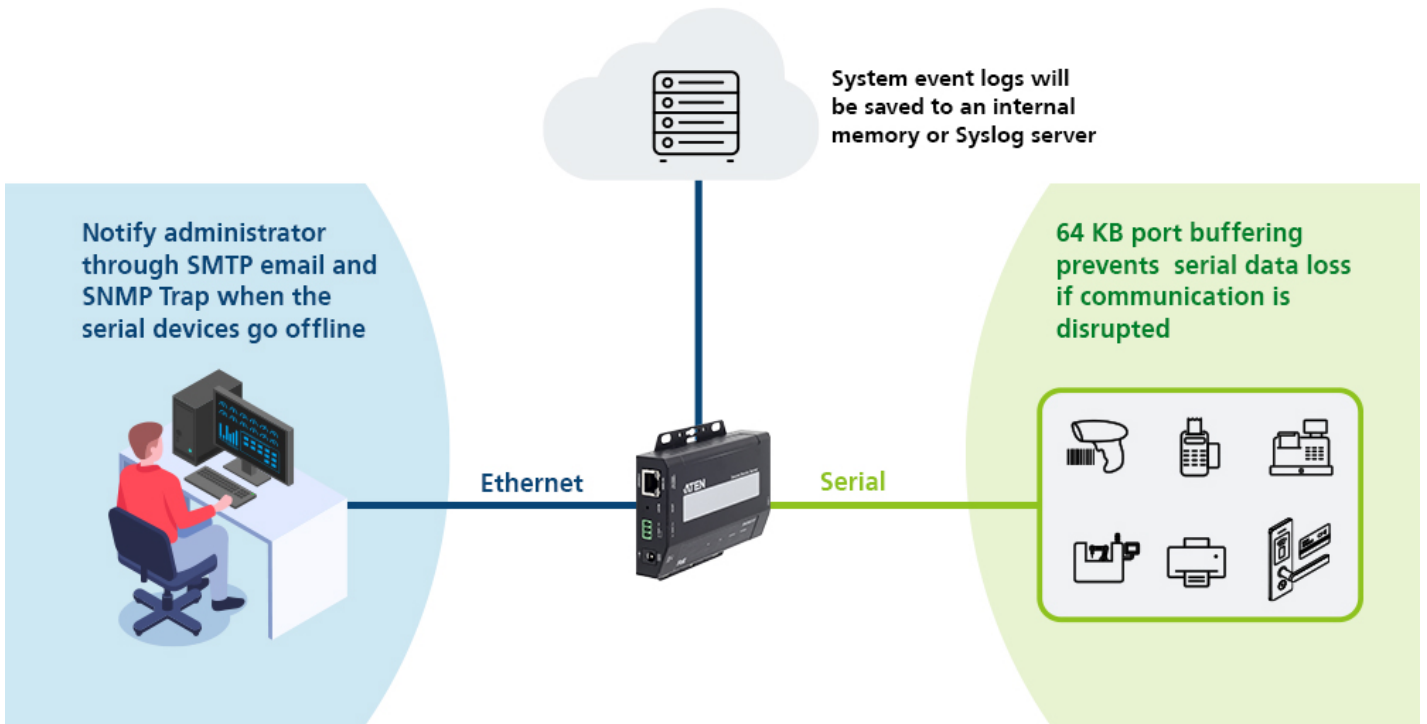 System event logs will
be saved to an internal
memory or Syslog server
Notify administrator
through SMTP email and
SNMP Trap when the
serial devices go offline
64 KB port buffering
prevents serial data loss
if communication is
disrupted
Ethernet
ATEN
Serial